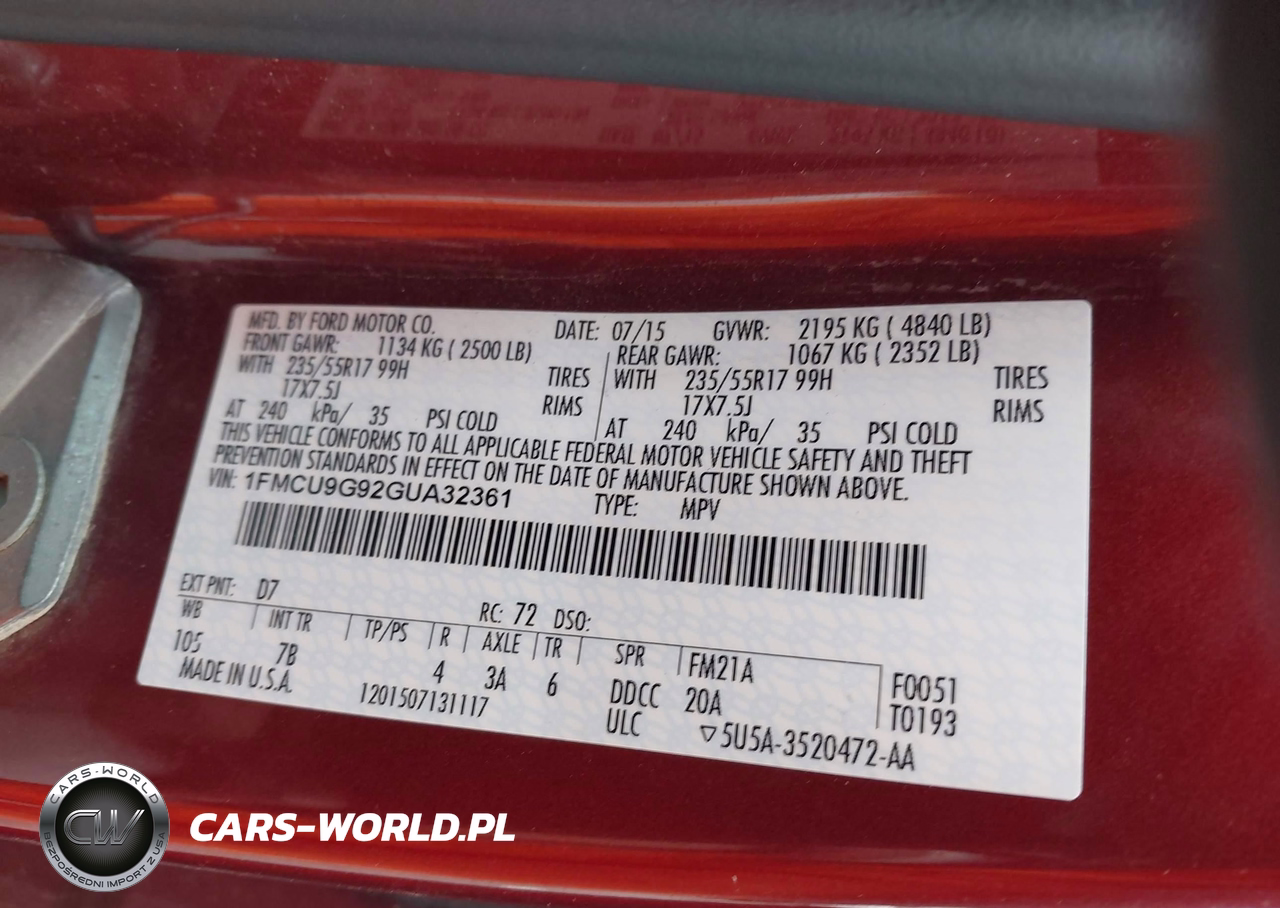 MFD. BY FORD MOTOR CO. DATE: 07/15 GVWR: 2195 KG ( 4840 LB)
FRONT GAWR: 1134 KG ( 2500 LB) REAR GAWR: 1067 KG ( 2352 LB)
WITH 235/55R17 99H TIRES WITH 235/55R17 99H TIRES
17X7.5J RIMS 17X7.5J RIMS
AT 240 kPa/ 35 PSI COLD AT 240 kPa/ 35 PSI COLD
THIS VEHICLE CONFORMS TO ALL APPLICABLE FEDERAL MOTOR VEHICLE SAFETY AND THEFT
PREVENTION STANDARDS IN EFFECT ON THE DATE OF MANUFACTURE SHOWN ABOVE.
VIN: 1FMCU9G92GUA32361 TYPE: MPV
EXT PNT: D7 RC: 72 DSO:
WB INT TR TP/PS R AXLE TR SPR FM21A F0051
105 7B 4 3A 6 DDCC 20A T0193
MADE IN U.S.A. 1201507131117 ULC ▽5U5A-3520472-AA
CARS-WORLD
CW
BEZPOŚREDNI IMPORT Z USA
CARS-WORLD.PL